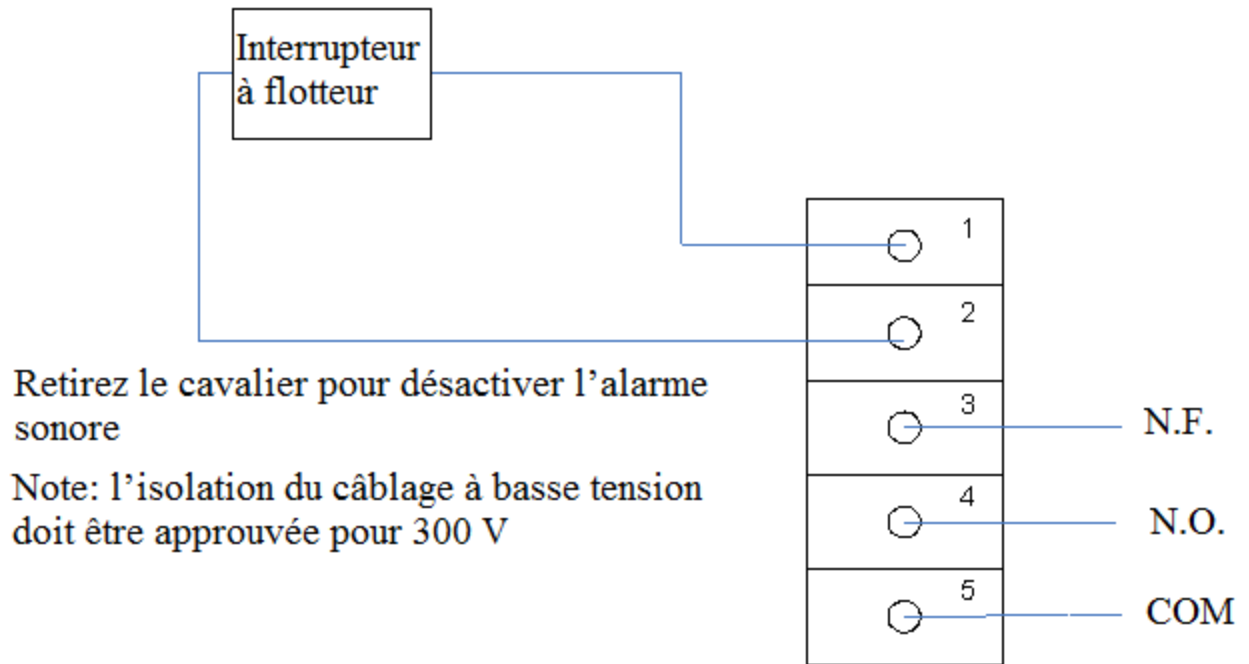 Interrupteur
à flotteur
1
2
Retirez le cavalier pour désactiver l’alarme
sonore
3
N.F.
Note: l’isolation du câblage à basse tension
doit être approuvée pour 300 V
4
N.O.
5
COM